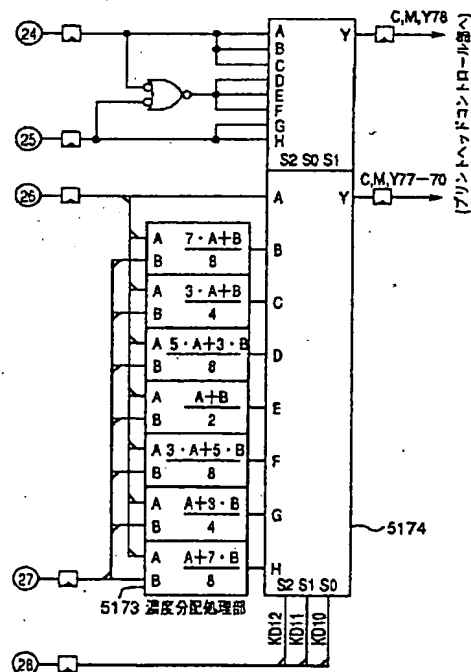 24
C,M,Y78
A
B
C
D
E
F
G
H
Y
S2 S0 S1
25
(プリントヘッドコントロール部へ)
26
A
Y
C,M,Y77-70
A 7・A+B
B 8
B
A 3・A+B
B 4
C
A 5・A+3・B
B 8
D
A A+B
B 2
E
A 3・A+5・B
B 8
F
A A+3・B
B 4
G
A A+7・B
B 8
H
5174
27
5173 濃度分配処理部
S2 S1 S0
KD12
KD11
KD10
28